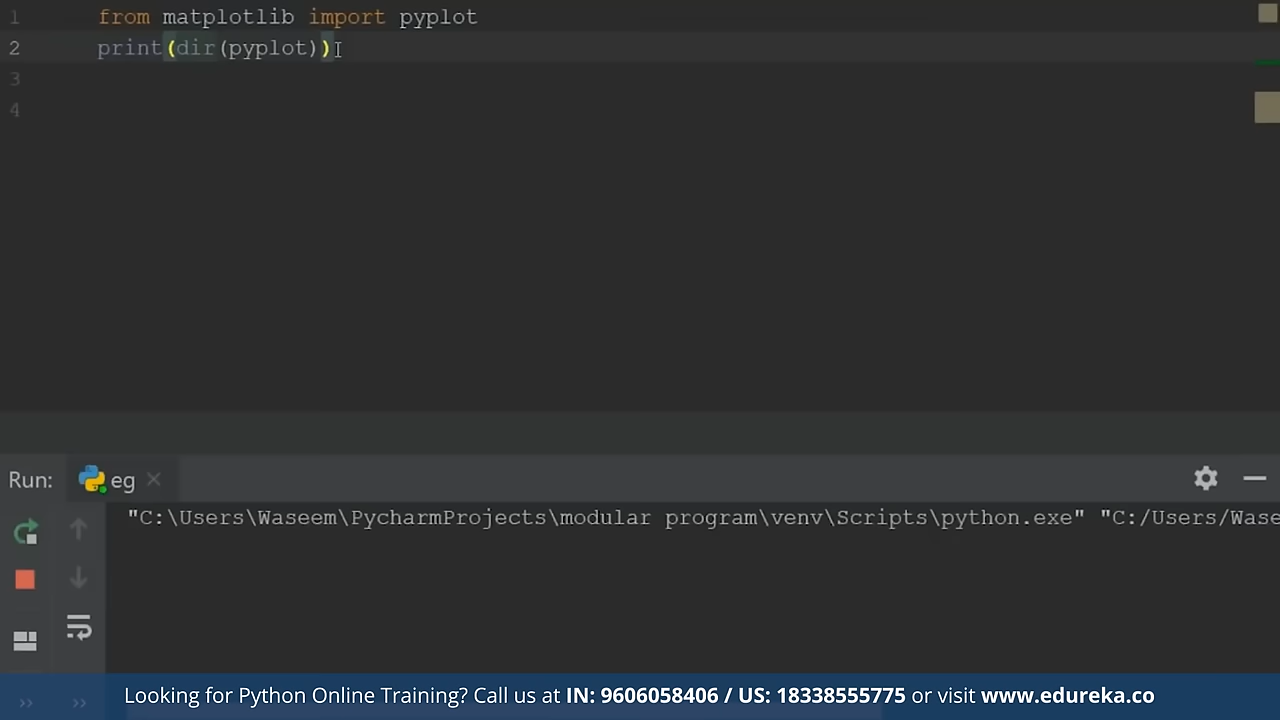 1 from matplotlib import pyplot
2 print(dir(pyplot))
3
4
Run: eg
"C:\Users\Waseem\PycharmProjects\modular program\venv\Scripts\python.exe" "C:/Users/Wase
Looking for Python Online Training? Call us at IN: 9606058406 / US: 18338555775 or visit www.edureka.co